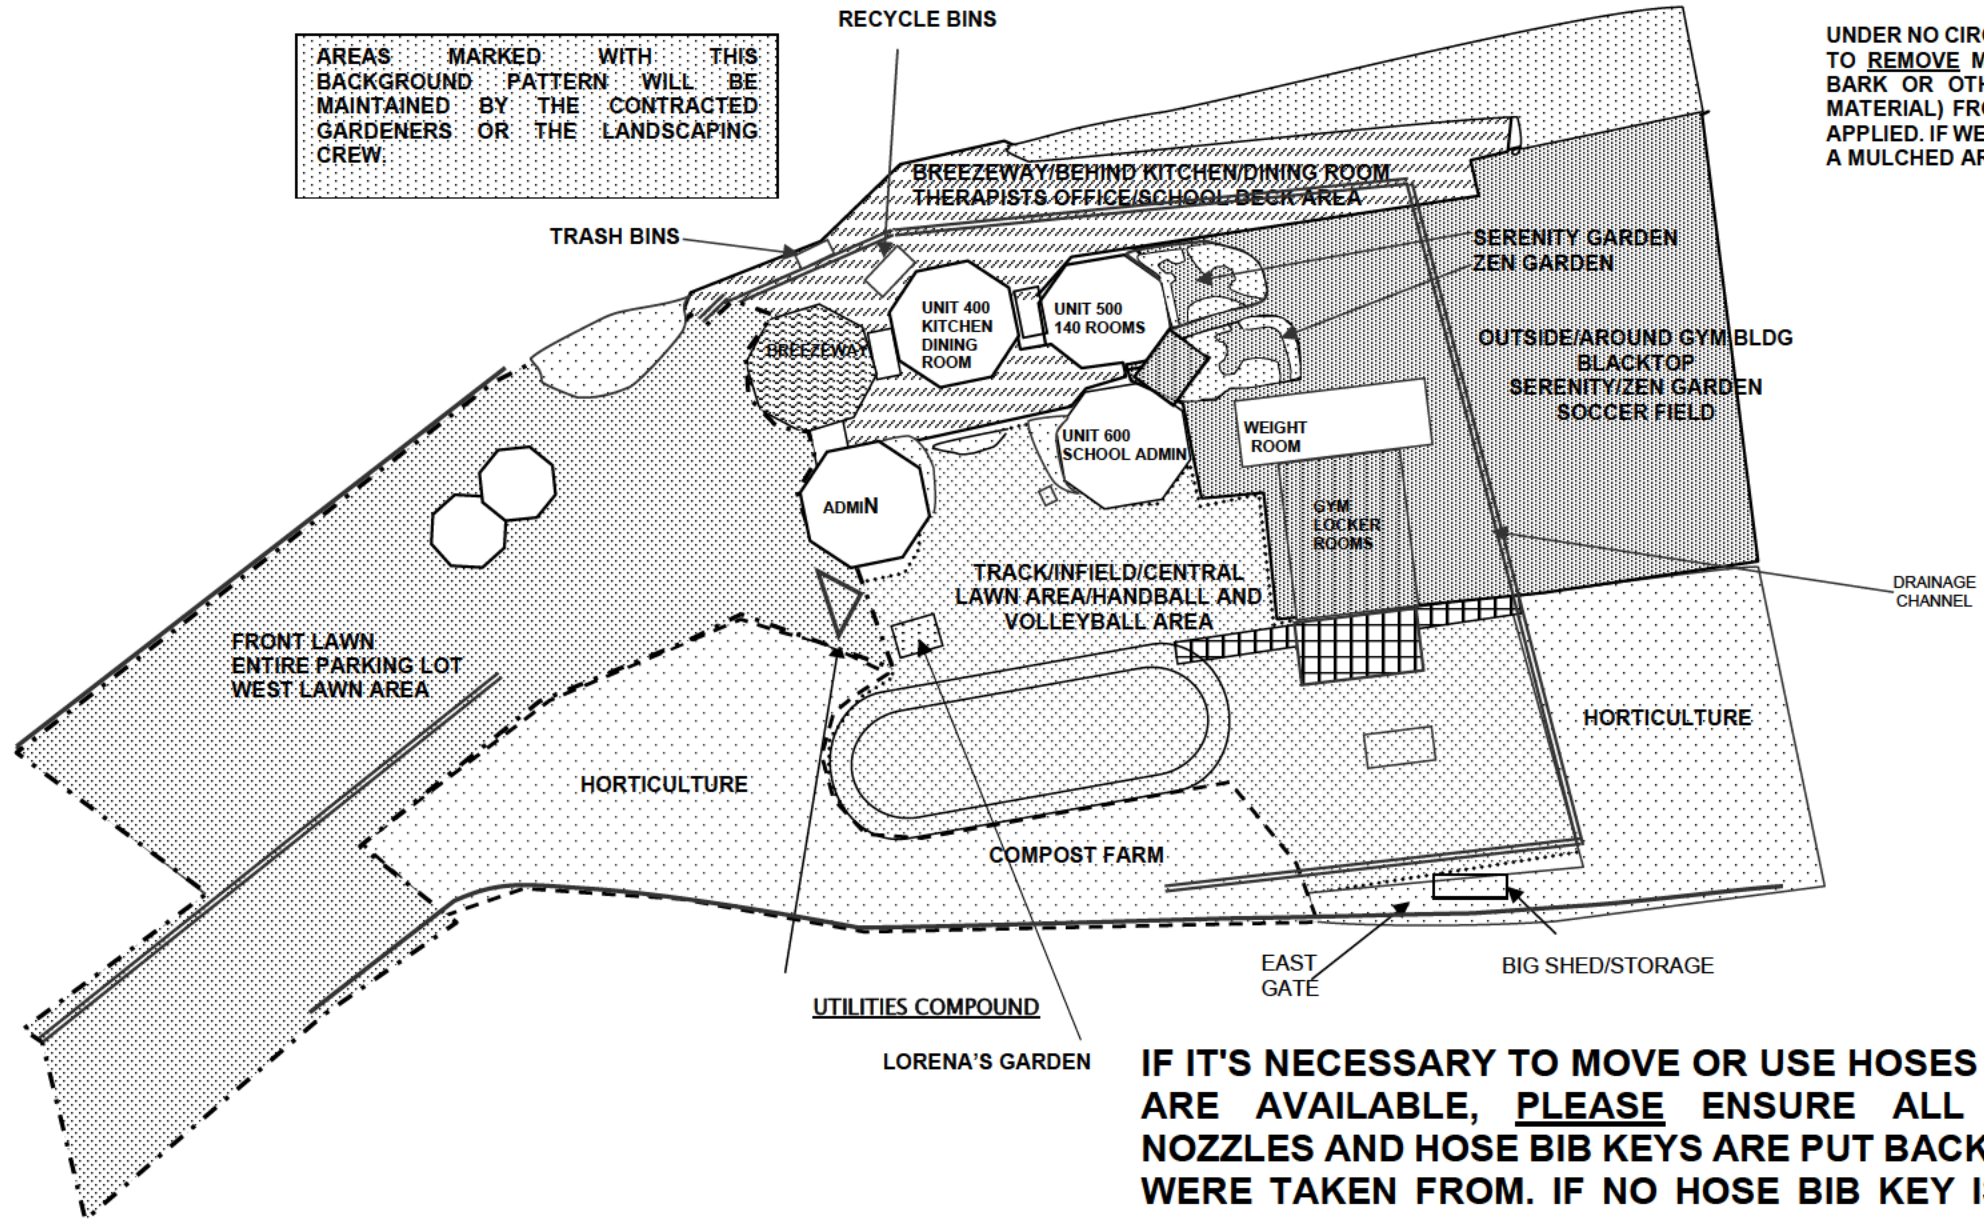 RECYCLE BINS
AREAS MARKED WITH THIS
BACKGROUND PATTERN WILL BE
MAINTAINED BY THE CONTRACTED
GARDENERS OR THE LANDSCAPING
CREW.
UNDER NO CIR
TO REMOVE M
BARK OR OTH
MATERIAL) FRO
APPLIED. IF WE
A MULCHED AR
BREEZEWAY/BEHIND KITCHEN/DINING ROOM
THERAPISTS OFFICE/SCHOOL BECK AREA
TRASH BINS
SERENITY GARDEN
ZEN GARDEN
UNIT 400
KITCHEN
DINING
ROOM
UNIT 500
140 ROOMS
BREEZEWAY
OUTSIDE/AROUND GYM BLDG
BLACKTOP
SERENITY/ZEN GARDEN
SOCCER FIELD
WEIGHT
ROOM
UNIT 600
SCHOOL ADMIN
ADMIN
GYM
LOCKER
ROOMS
TRACK/INFIELD/CENTRAL
LAWN AREA/HANDBALL AND
VOLLEYBALL AREA
DRAINAGE
CHANNEL
FRONT LAWN
ENTIRE PARKING LOT
WEST LAWN AREA
HORTICULTURE
HORTICULTURE
COMPOST FARM
EAST
GATE
BIG SHED/STORAGE
UTILITIES COMPOUND
LORENA'S GARDEN
IF IT'S NECESSARY TO MOVE OR USE HOSES
ARE AVAILABLE, PLEASE ENSURE ALL
NOZZLES AND HOSE BIB KEYS ARE PUT BACK
WERE TAKEN FROM. IF NO HOSE BIB KEY IS